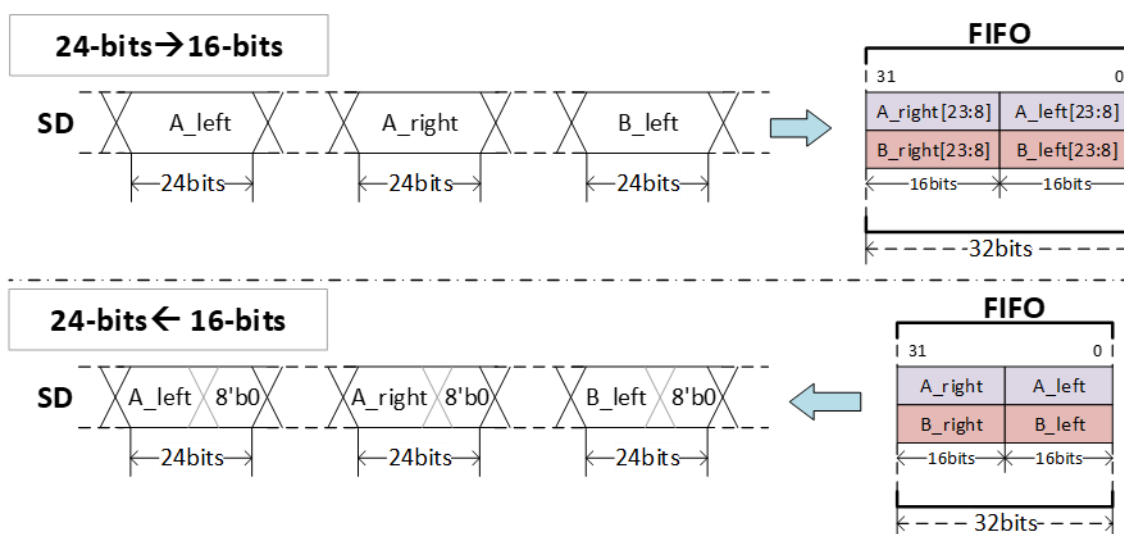 24-bits→16-bits
FIFO
31 0
SD A_left A_right B_left
A_right[23:8] A_left[23:8]
B_right[23:8] B_left[23:8]
24bits 24bits 24bits
16bits 16bits
32bits
24-bits← 16-bits
FIFO
31 0
SD A_left 8'b0 A_right 8'b0 B_left 8'b0
A_right A_left
B_right B_left
24bits 24bits 24bits
16bits 16bits
32bits